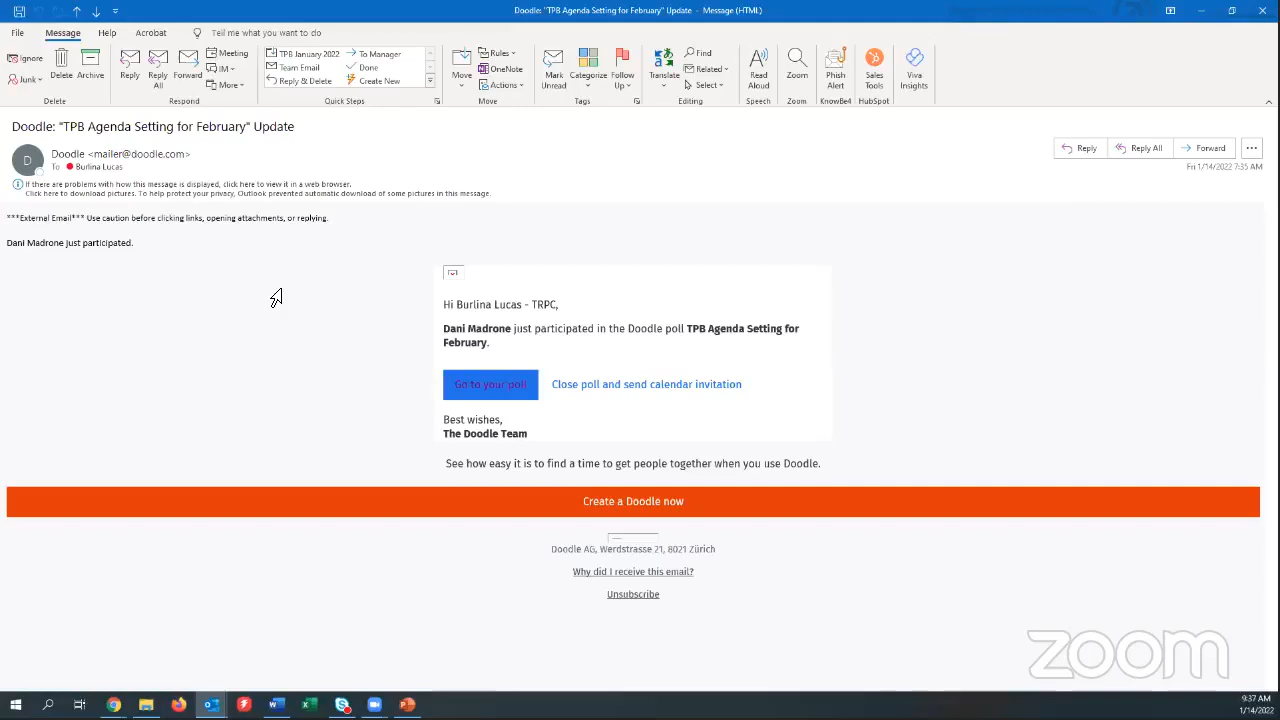 Doodle: "TPB Agenda Setting for February" Update - Message (HTML)
File Message Help Acrobat Tell me what you want to do
Ignore
Junk
Delete
Archive
Reply
Reply All
Forward
Meeting
IM
More
TPB January 2022
Team Email
Reply & Delete
To Manager
Done
Create New
Move
Rules
OneNote
Actions
Mark Unread
Categorize
Follow Up
Translate
Find
Related
Select
Read Aloud
Zoom
Phish Alert
Sales Tools
Viva Insights
Delete Respond Quick Steps Move Tags Editing Speech Zoom KnowBe4 HubSpot
Doodle: "TPB Agenda Setting for February" Update
D
Doodle <mailer@doodle.com>
To Burlina Lucas
Reply Reply All Forward
Fri 1/14/2022 7:35 AM
If there are problems with how this message is displayed, click here to view it in a web browser.
Click here to download pictures. To help protect your privacy, Outlook prevented automatic download of some pictures in this message.
***External Email*** Use caution before clicking links, opening attachments, or replying.
Dani Madrone just participated.
Hi Burlina Lucas - TRPC,
Dani Madrone just participated in the Doodle poll TPB Agenda Setting for
February.
Go to your poll Close poll and send calendar invitation
Best wishes,
The Doodle Team
See how easy it is to find a time to get people together when you use Doodle.
Create a Doodle now
Doodle AG, Werdstrasse 21, 8021 Zürich
Why did I receive this email?
Unsubscribe
zoom
9:37 AM
1/14/2022